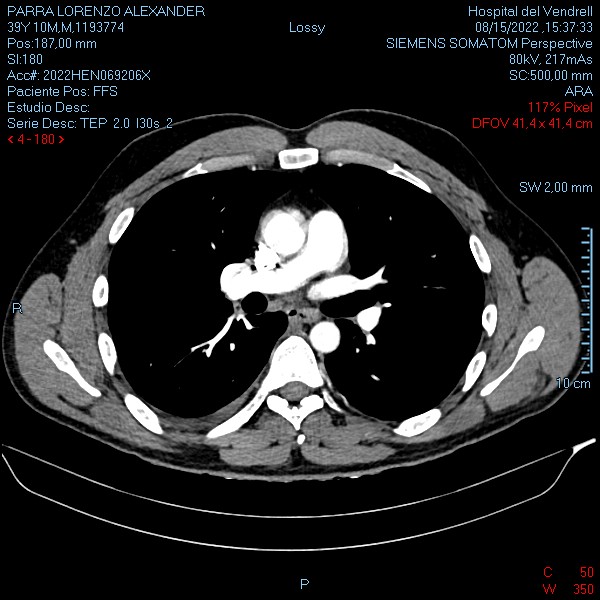 PARRA LORENZO ALEXANDER
39Y 10M,M,1193774
Pos:187,00 mm
SI:180
Acc#: 2022HEN069206X
Paciente Pos: FFS
Estudio Desc:
Serie Desc: TEP 2.0 I30s 2
< 4 - 180 >
Lossy
Hospital del Vendrell
08/15/2022 ,15:37:33
SIEMENS SOMATOM Perspective
80kV, 217mAs
SC:500,00 mm
ARA
117% Pixel
DFOV 41,4 x 41,4 cm
SW 2,00 mm
R
10 cm
P
C 50
W 350